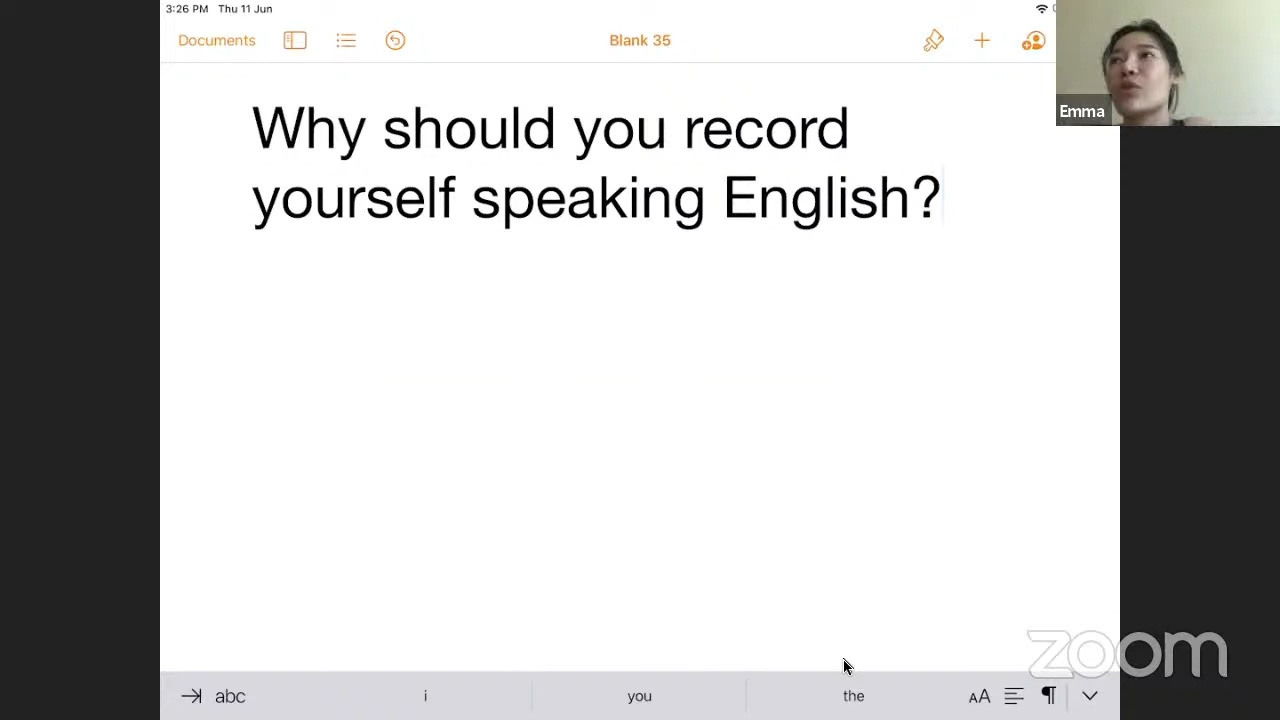 3:26 PM Thu 11 Jun
Documents
Blank 35
Emma
Why should you record
yourself speaking English?
zoom
abc
i
you
the
AA